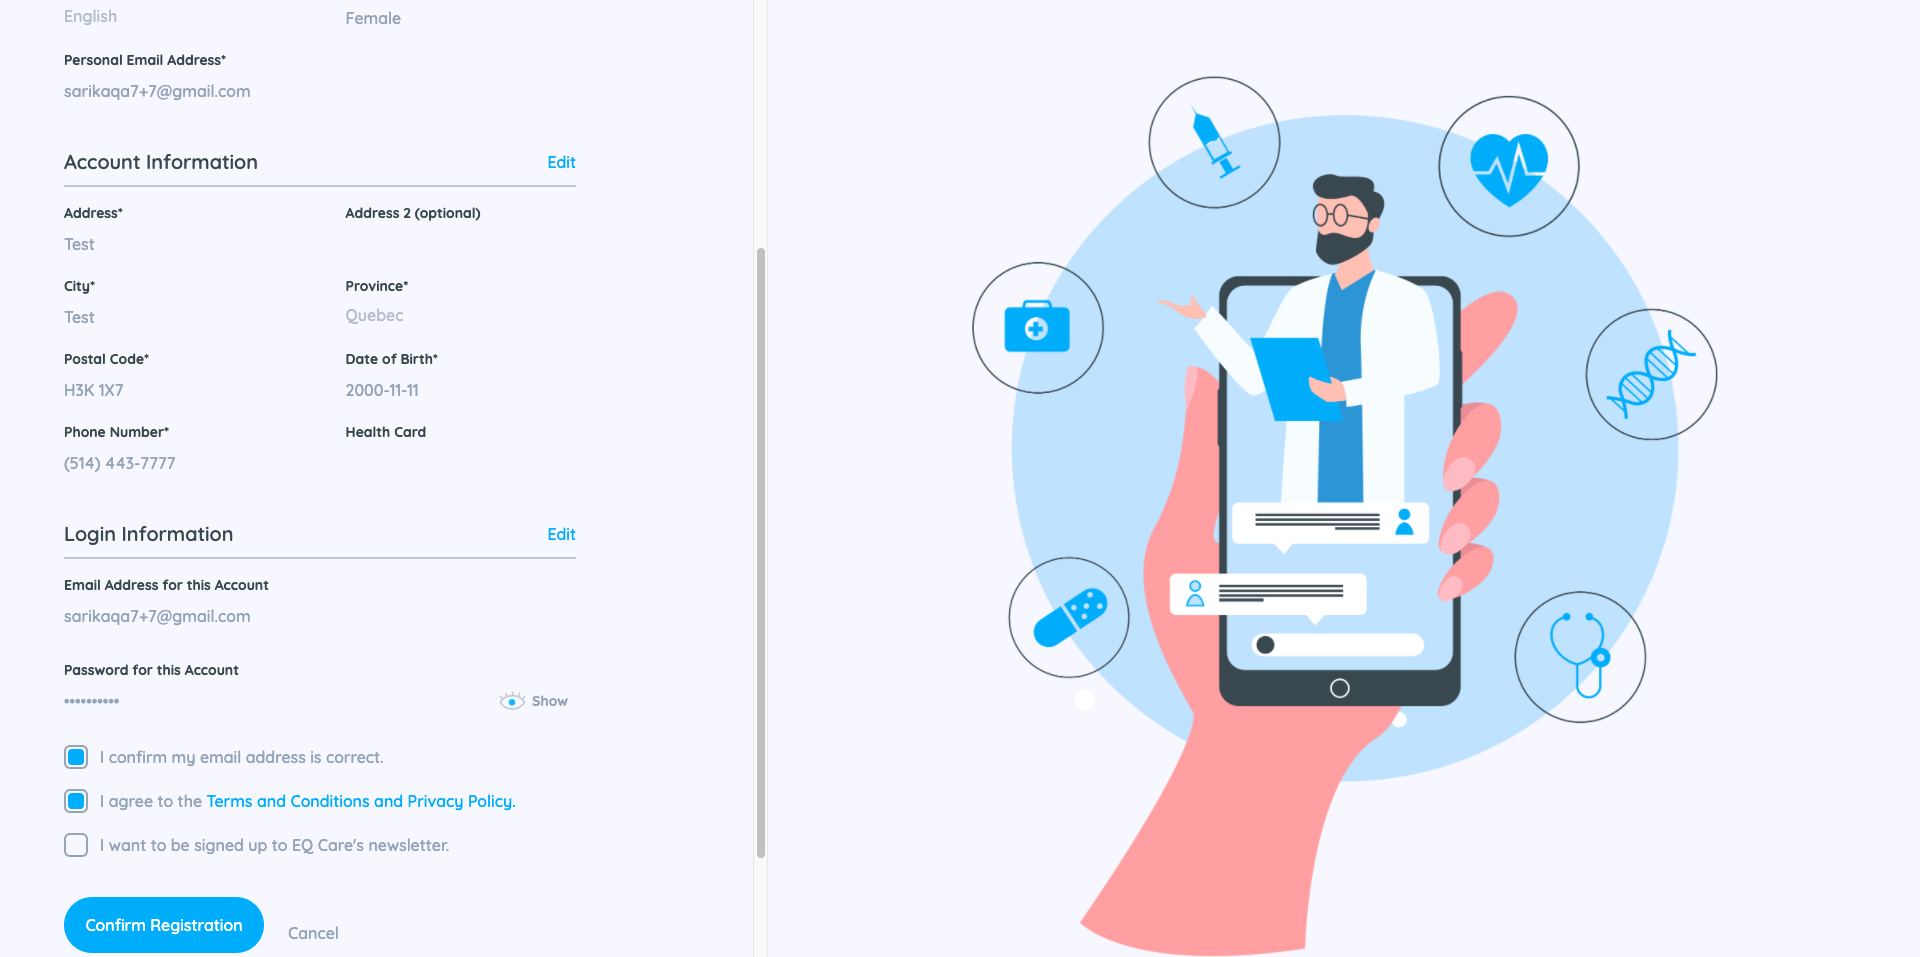 English
Female
Personal Email Address*
sarikaqa7+7@gmail.com
Account Information
Edit
Address*
Address 2 (optional)
Test
City*
Province*
Test
Quebec
Postal Code*
Date of Birth*
H3K 1X7
2000-11-11
Phone Number*
Health Card
(514) 443-7777
Login Information
Edit
Email Address for this Account
sarikaqa7+7@gmail.com
Password for this Account
••••••••••
Show
I confirm my email address is correct.
I agree to the Terms and Conditions and Privacy Policy.
I want to be signed up to EQ Care's newsletter.
Confirm Registration
Cancel